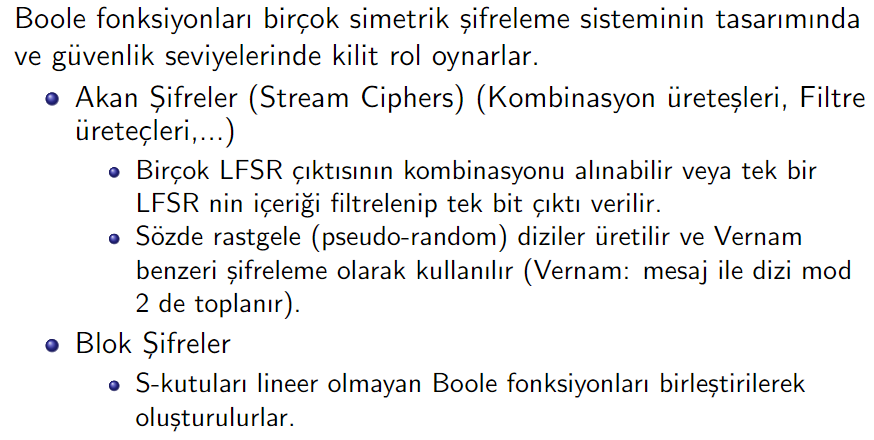 Boole fonksiyonları birçok simetrik şifreleme sisteminin tasarımında
ve güvenlik seviyelerinde kilit rol oynarlar.
Akan Şifreler (Stream Ciphers) (Kombinasyon üreteşleri, Filtre
üreteçleri,...)
Birçok LFSR çıktısının kombinasyonu alınabilir veya tek bir
LFSR nin içeriği filtrelenip tek bit çıktı verilir.
Sözde rastgele (pseudo-random) diziler üretilir ve Vernam
benzeri şifreleme olarak kullanılır (Vernam: mesaj ile dizi mod
2 de toplanır).
Blok Şifreler
S-kutuları lineer olmayan Boole fonksiyonları birleştirilerek
oluşturulurlar.